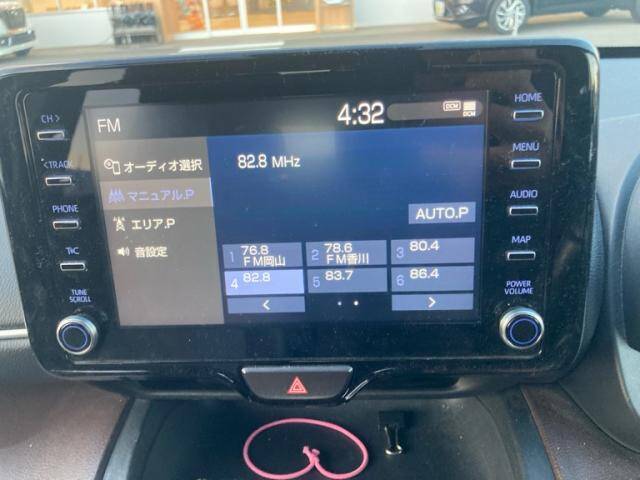 CH >
< TRACK
PHONE
T/C
TUNE
SCROLL
FM
4:32
DCM
DCM
オーディオ選択
マニュアル.P
エリア.P
音設定
82.8 MHz
AUTO.P
1 76.8 FM岡山
2 78.6 FM香川
3 80.4
4 82.8
5 83.7
6 86.4
<
>
HOME
MENU
AUDIO
MAP
POWER
VOLUME